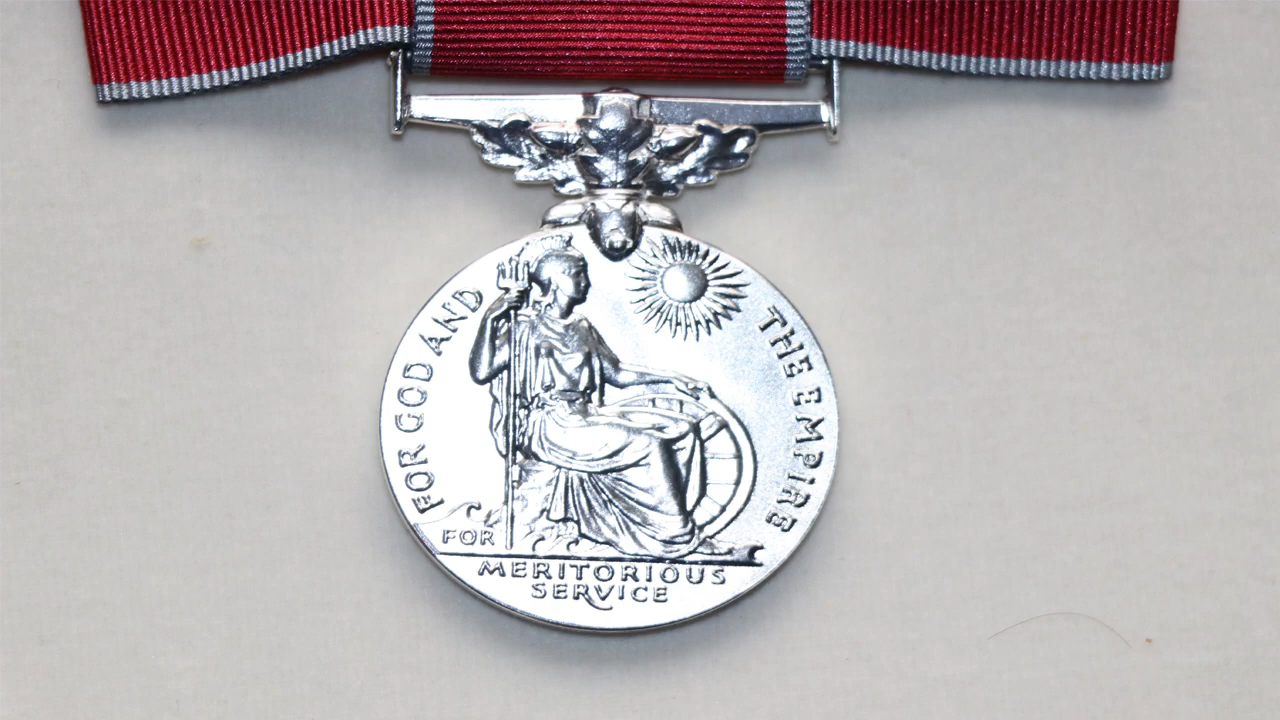 FOR GOD AND
THE EMPIRE
FOR
MERITORIOUS
SERVICE